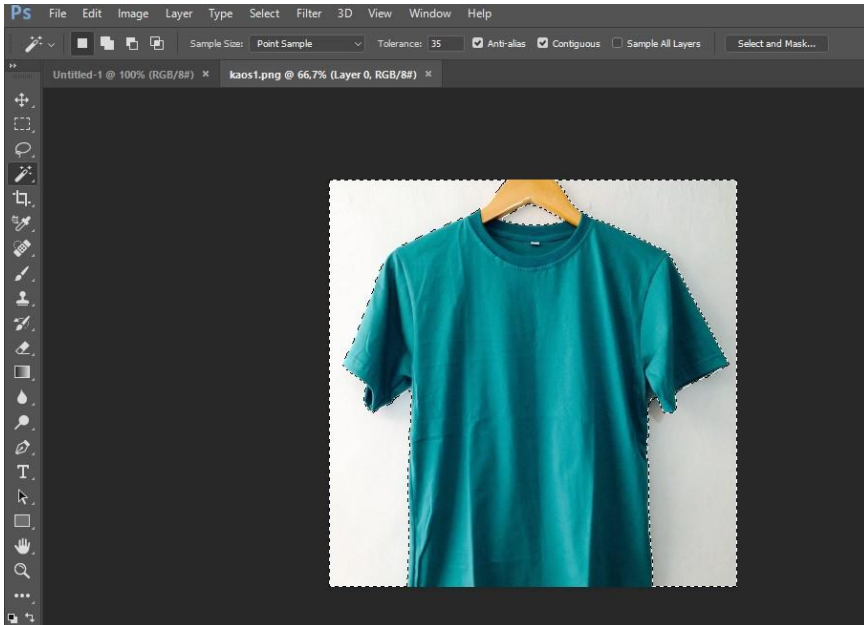 Ps File Edit Image Layer Type Select Filter 3D View Window Help
Sample Size: Point Sample Tolerance: 35 Anti-alias Contiguous Sample All Layers Select and Mask...
Untitled-1 @ 100% (RGB/8#) × kaos1.png @ 66,7% (Layer 0, RGB/8#) ×